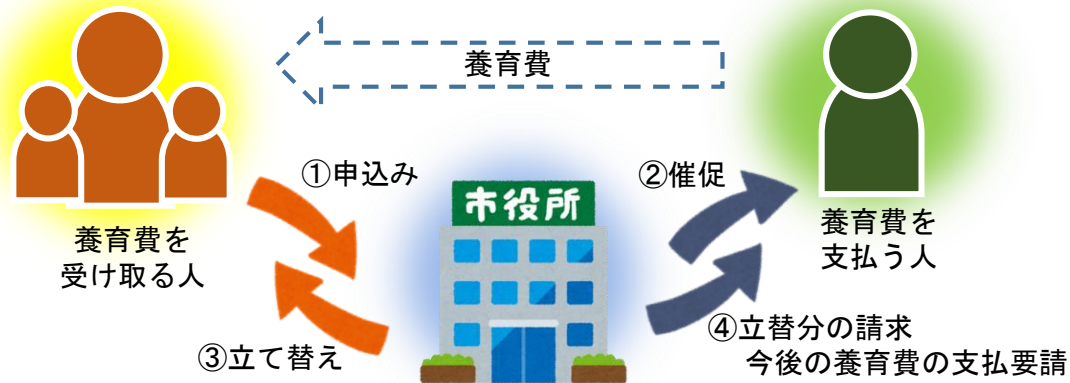 養育費
①申込み
②催促
市役所
養育費を
受け取る人
養育費を
支払う人
③立て替え
④立替分の請求
今後の養育費の支払要請